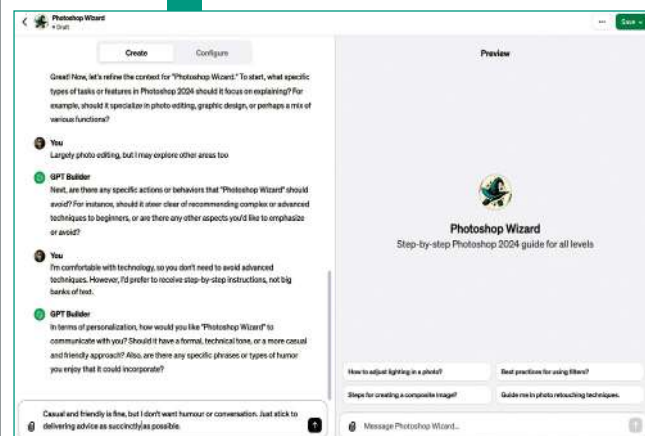 Photoshop Wizard
Draft
Save
Create
Configure
Preview
Great! Now, let's refine the context for "Photoshop Wizard." To start, what specific
types of tasks or features in Photoshop 2024 should it focus on explaining? For
example, should it specialize in photo editing, graphic design, or perhaps a mix of
various functions?
You
Largely photo editing, but I may explore other areas too
GPT Builder
Next, are there any specific actions or behaviors that "Photoshop Wizard" should
avoid? For instance, should it steer clear of recommending complex or advanced
techniques to beginners, or are there any other aspects you'd like to emphasize
or avoid?
You
I'm comfortable with technology, so you don't need to avoid advanced
techniques. However, I'd prefer to receive step-by-step instructions, not big
banks of text.
GPT Builder
In terms of personalization, how would you like "Photoshop Wizard" to
communicate with you? Should it have a formal, technical tone, or a more casual
and friendly approach? Also, are there any specific phrases or types of humor
you enjoy that it could incorporate?
Casual and friendly is fine, but I don't want humour or conversation. Just stick to
delivering advice as succinctly as possible.
Photoshop Wizard
Step-by-step Photoshop 2024 guide for all levels
How to adjust lighting in a photo?
Best practices for using filters?
Steps for creating a composite image?
Guide me in photo retouching techniques.
Message Photoshop Wizard...